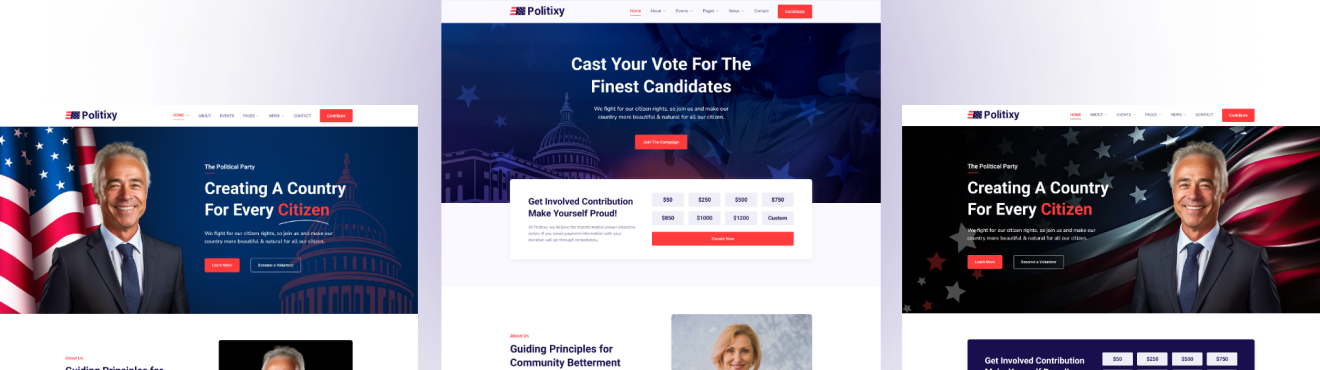 Politixy
HOME ABOUT EVENTS PAGES NEWS CONTACT Contribute
The Political Party
Creating A Country
For Every Citizen
We fight for our citizen rights, so join us and make our
country more beautiful & natural for all our citizen.
Learn More Become a Volunteer
About Us
Guiding Principles for
Politixy
Home About Events Pages News Contact Contribute
Cast Your Vote For The
Finest Candidates
We fight for our citizen rights, so join us and make our
country more beautiful & natural for all our citizen.
Join The Campaign
Get Involved Contribution
Make Yourself Proud!
At Politixy, we believe the transformative power collective
action. If you send payment information with your
donation will go through immediately.
$50 $250 $500 $750
$850 $1000 $1200 Custom
Donate Now
About Us
Guiding Principles for
Community Betterment
Politixy
HOME ABOUT EVENTS PAGES NEWS CONTACT Contribute
The Political Party
Creating A Country
For Every Citizen
We fight for our citizen rights, so join us and make our
country more beautiful & natural for all our citizen.
Learn More Become a Volunteer
Get Involved Contribution
Make Yourself Proud!
$50 $250 $500 $750